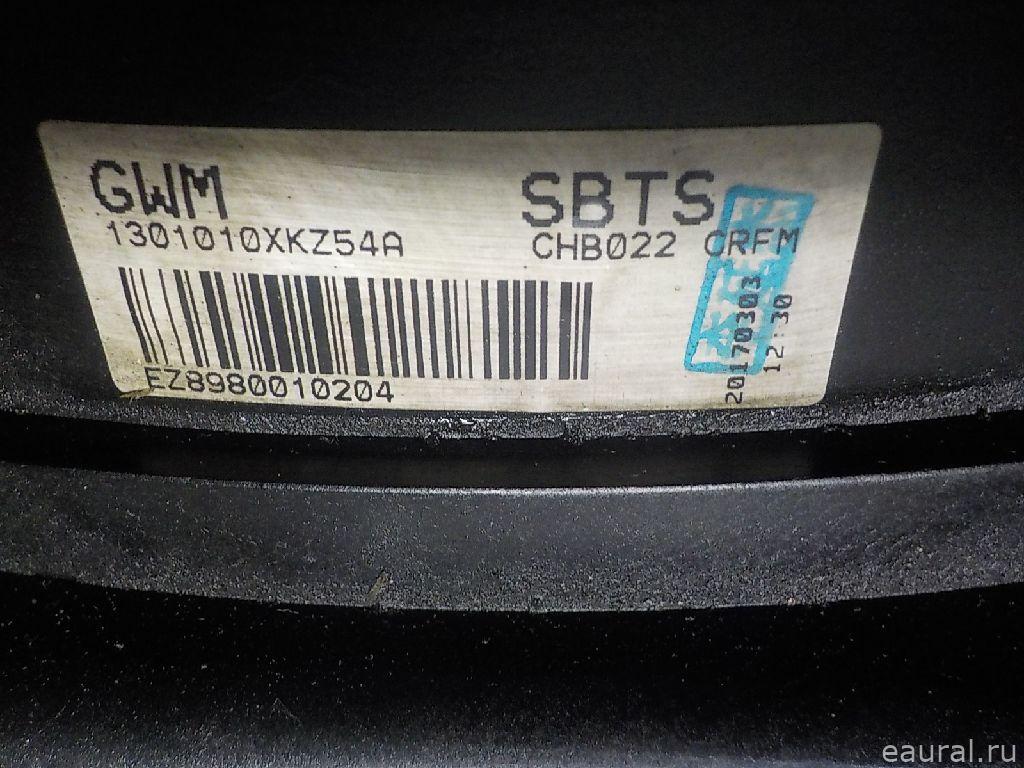 GWM SBTS
1301010XKZ54A CHB022 CRFM
EZ8980010204
20170303
12:30
eaural.ru